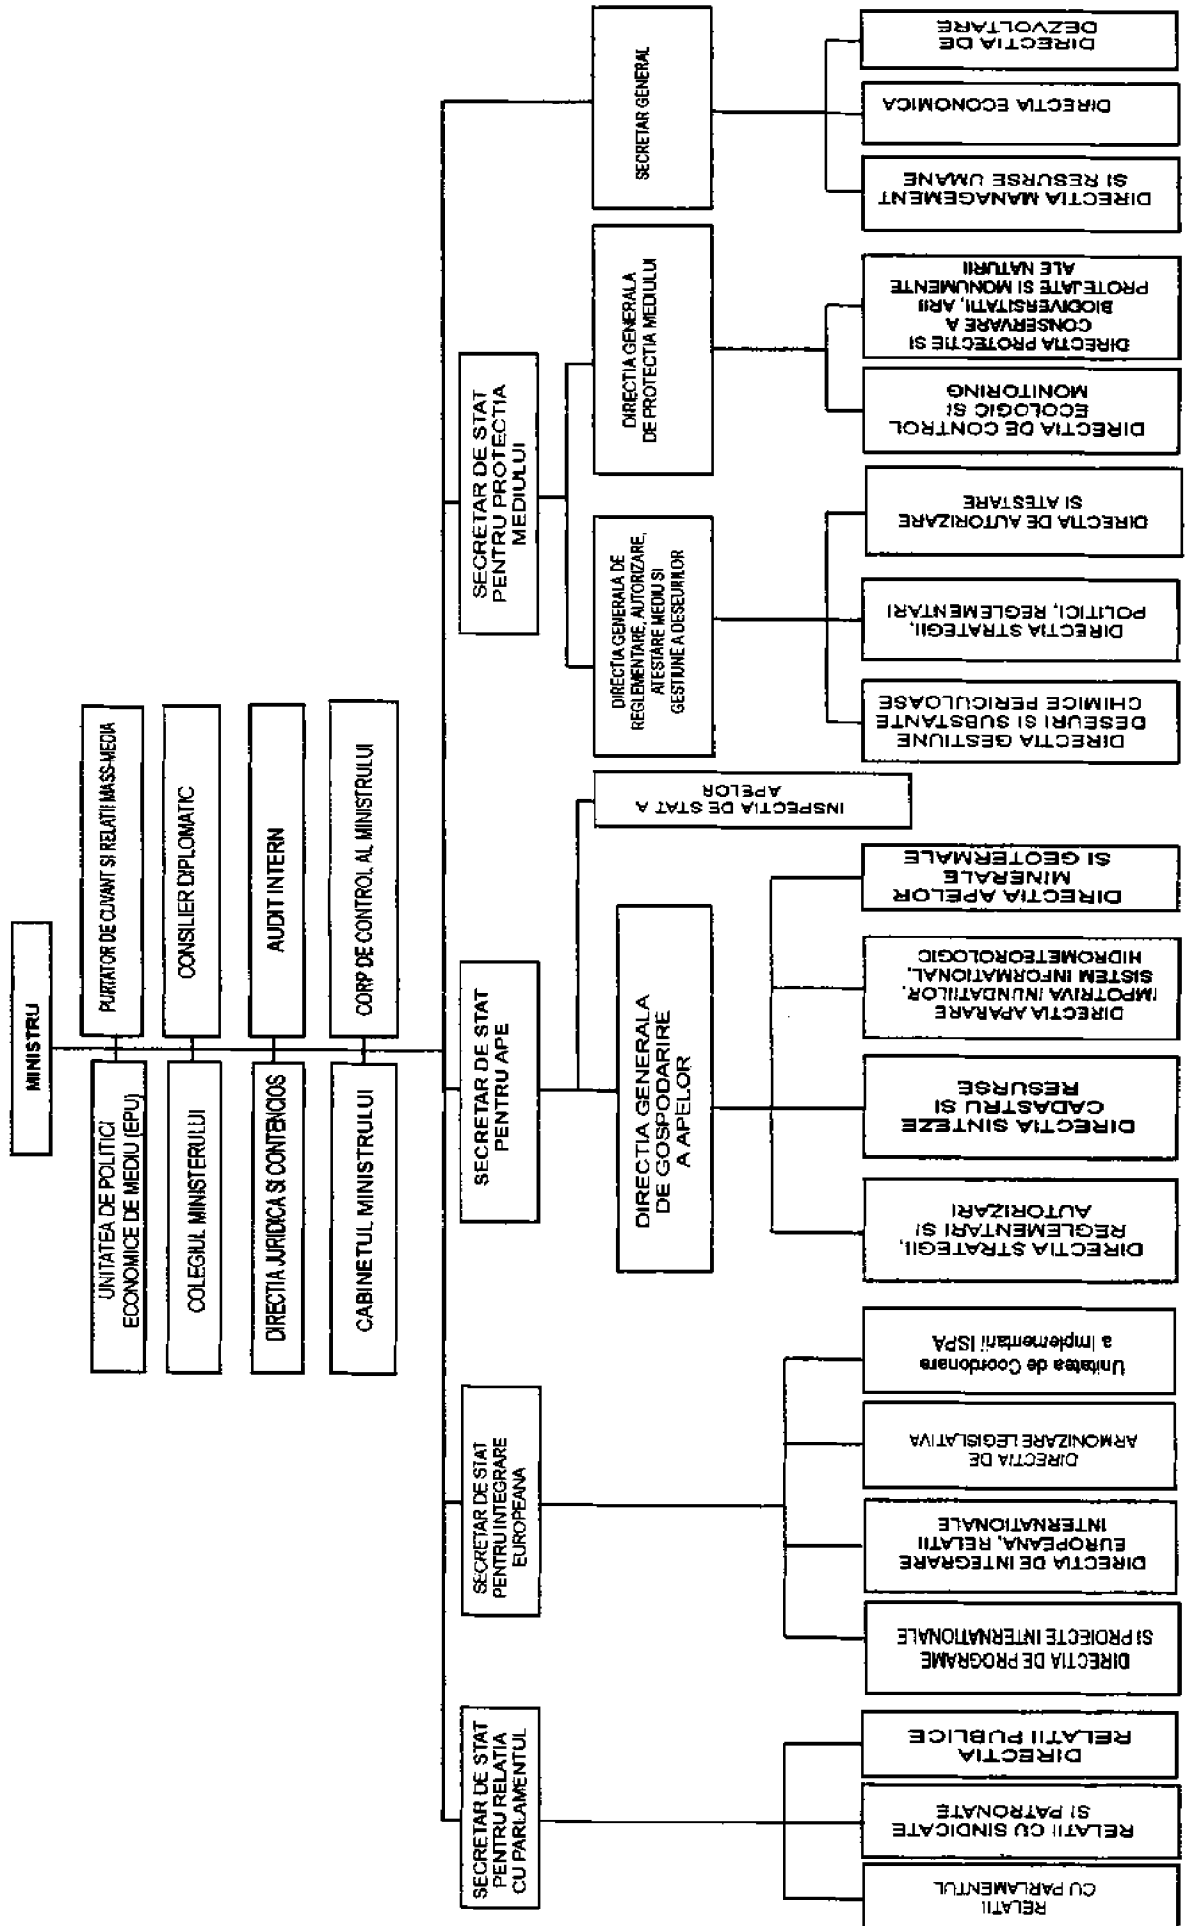 MINISTRU
UNITATEA DE POLITICI
ECONOMICE DE MEDIU (EPU)
PURTATOR DE CUVANT SI RELATII MASS-MEDIA
COLEGIUL MINISTERULUI
CONSILIER DIPLOMATIC
DIRECTIA JURIDICA SI CONTENCIOS
AUDIT INTERN
CABINETUL MINISTRULUI
CORP DE CONTROL AL MINISTRULUI
SECRETAR DE STAT
PENTRU RELATIA
CU PARLAMENTUL
SECRETAR DE STAT
PENTRU INTEGRARE
EUROPEANA
SECRETAR DE STAT
PENTRU APE
SECRETAR DE STAT
PENTRU PROTECTIA
MEDIULUI
DIRECTIA GENERALA
DE GOSPODARIRE
A APELOR
INSPECTIA DE STAT A
APELOR
DIRECTIA GENERALA DE
REGLEMENTARE, AUTORIZARE,
ATESTARE MEDIU SI
GESTIUNE A DESEURILOR
DIRECTIA GENERALA
DE PROTECTIA MEDIULUI
SECRETAR GENERAL
RELATII
CU PARLAMENTUL
RELATII CU SINDICATE
SI PATRONATE
DIRECTIA
RELATII PUBLICE
DIRECTIA DE PROGRAME
SI PROIECTE INTERNATIONALE
DIRECTIA DE INTEGRARE
EUROPEANA, RELATII
INTERNATIONALE
DIRECTIA DE
ARMONIZARE LEGISLATIVA
Unitatea de Coordonare
a Implementarii ISPA
DIRECTIA STRATEGII,
REGLEMENTARI SI
AUTORIZARI
DIRECTIA SINTEZE
CADASTRU SI
RESURSE
DIRECTIA APARARE
IMPOTRIVA INUNDATIILOR,
SISTEM INFORMATIONAL,
HIDROMETEOROLOGIC
DIRECTIA APELOR
MINERALE
SI GEOTERMALE
DIRECTIA GESTIUNE
DESEURI SI SUBSTANTE
CHIMICE PERICULOASE
DIRECTIA STRATEGII,
POLITICI, REGLEMENTARI
DIRECTIA DE AUTORIZARE
SI ATESTARE
DIRECTIA DE CONTROL
ECOLOGIC SI
MONITORING
DIRECTIA PROTECTIE SI
CONSERVARE A
BIODIVERSITATII, ARII
PROTEJATE SI MONUMENTE
ALE NATURII
DIRECTIA MANAGEMENT
SI RESURSE UMANE
DIRECTIA ECONOMICA
DIRECTIA DE
DEZVOLTARE